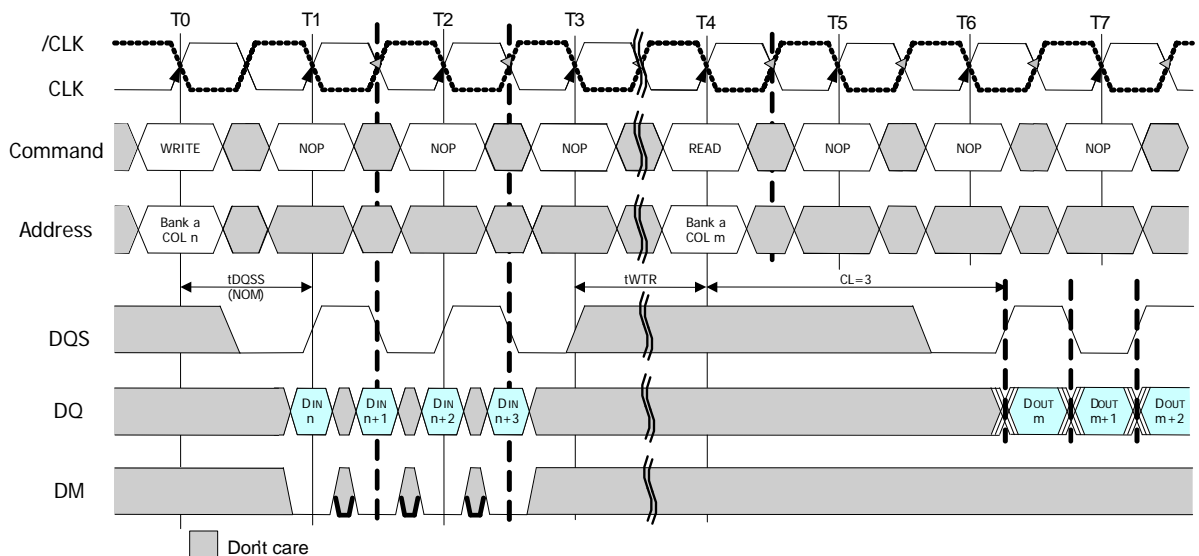 T0 T1 T2 T3 T4 T5 T6 T7
/CLK
CLK
Command WRITE NOP NOP NOP READ NOP NOP NOP
Address Bank a COL n Bank a COL m
tDQSS
(NOM)
tWTR
CL=3
DQS
DQ DIN n DIN n+1 DIN n+2 DIN n+3 DOUT m DOUT m+1 DOUT m+2
DM
Don't care